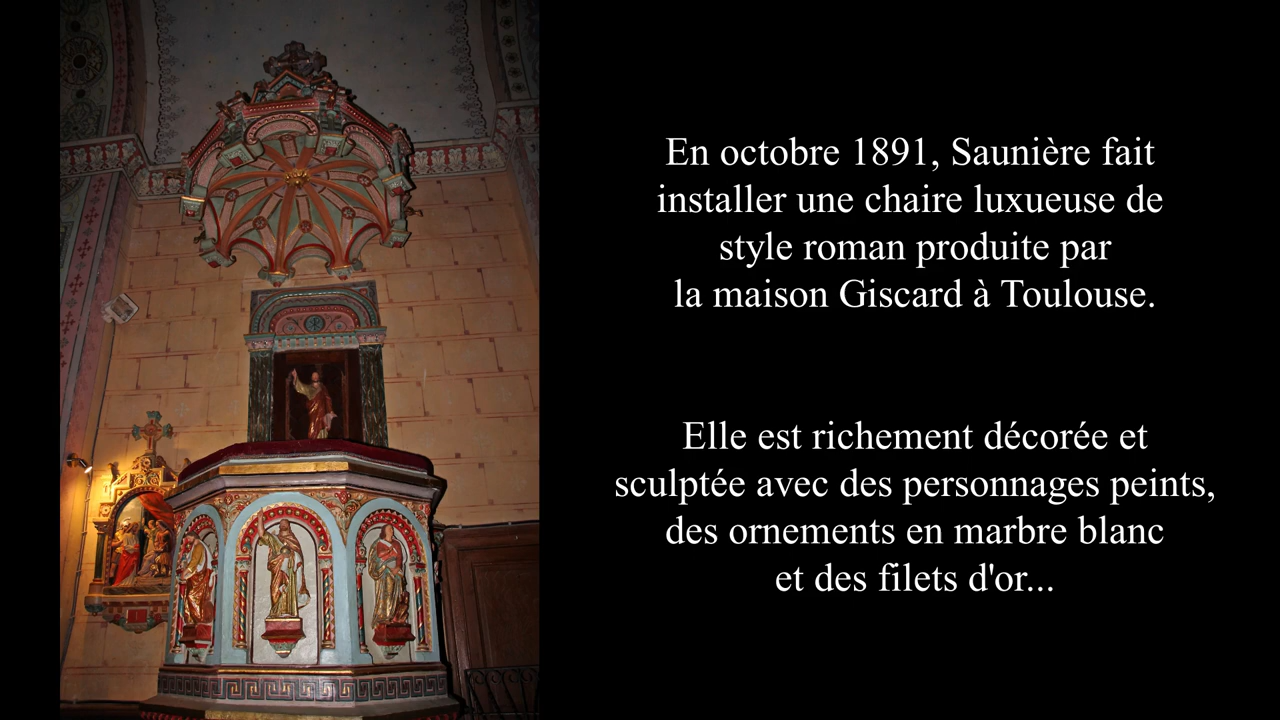 En octobre 1891, Saunière fait
installer une chaire luxueuse de
style roman produite par
la maison Giscard à Toulouse.
Elle est richement décorée et
sculptée avec des personnages peints,
des ornements en marbre blanc
et des filets d'or...